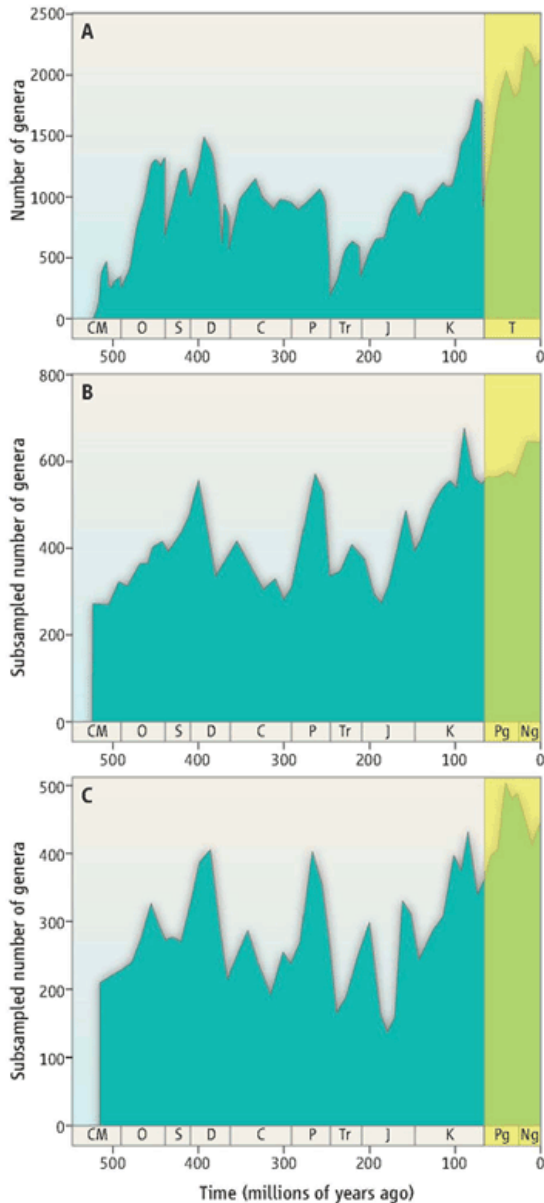 A
Number of genera
2500
2000
1500
1000
500
0
CM O S D C P Tr J K T
500 400 300 200 100 0
B
Subsampled number of genera
800
600
400
200
0
CM O S D C P Tr J K Pg Ng
500 400 300 200 100 0
C
Subsampled number of genera
500
400
300
200
100
0
CM O S D C P Tr J K Pg Ng
500 400 300 200 100 0
Time (millions of years ago)